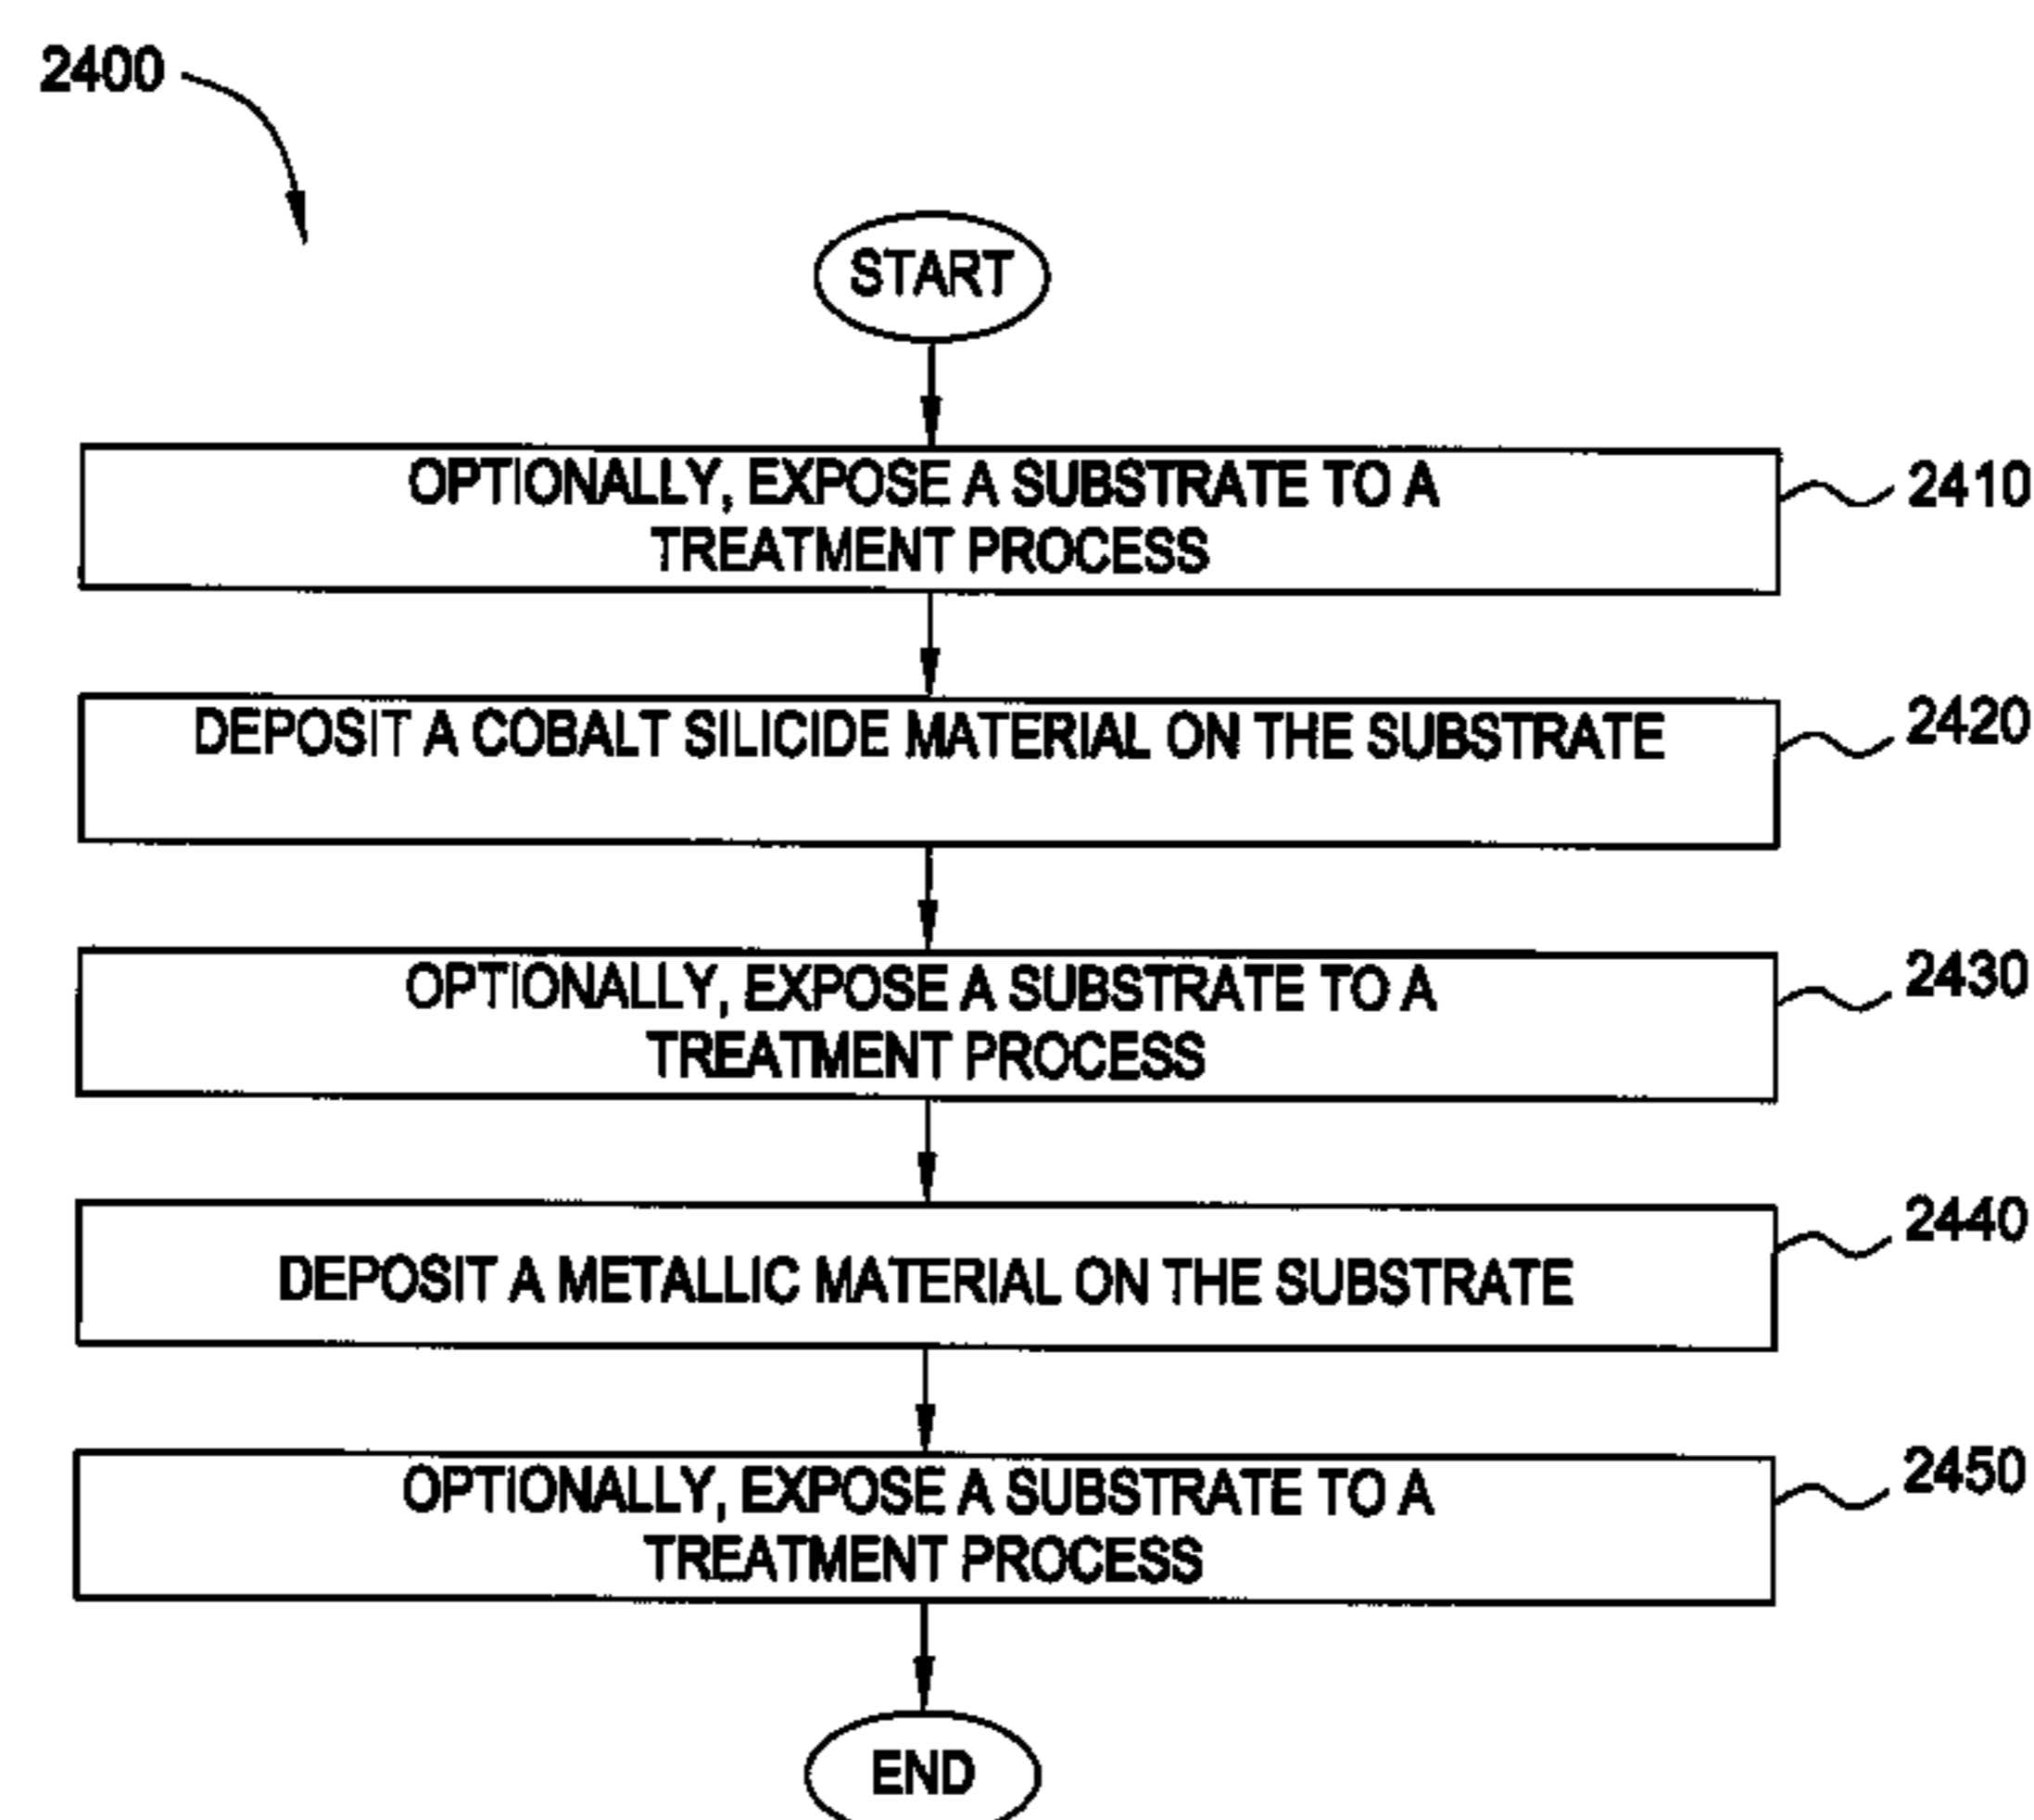 2400
START
OPTIONALLY, EXPOSE A SUBSTRATE TO A
TREATMENT PROCESS
2410
DEPOSIT A COBALT SILICIDE MATERIAL ON THE SUBSTRATE
2420
OPTIONALLY, EXPOSE A SUBSTRATE TO A
TREATMENT PROCESS
2430
DEPOSIT A METALLIC MATERIAL ON THE SUBSTRATE
2440
OPTIONALLY, EXPOSE A SUBSTRATE TO A
TREATMENT PROCESS
2450
END